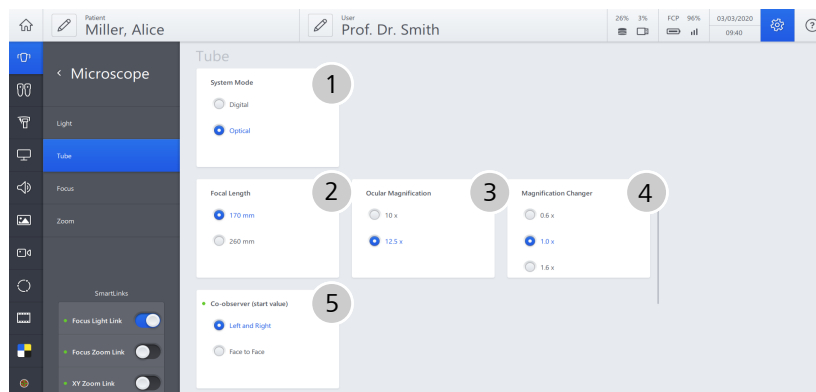 Patient
Miller, Alice
User
Prof. Dr. Smith
26% 3%
FCP 96%
03/03/2020
09:40
?
< Microscope
Light
Tube
Focus
Zoom
SmartLinks
Focus Light Link
Focus Zoom Link
XY Zoom Link
Tube
System Mode
1
Digital
Optical
Focal Length
2
170 mm
260 mm
Ocular Magnification
3
10 x
12.5 x
Magnification Changer
4
0.6 x
1.0 x
1.6 x
Co-observer (start value)
5
Left and Right
Face to Face